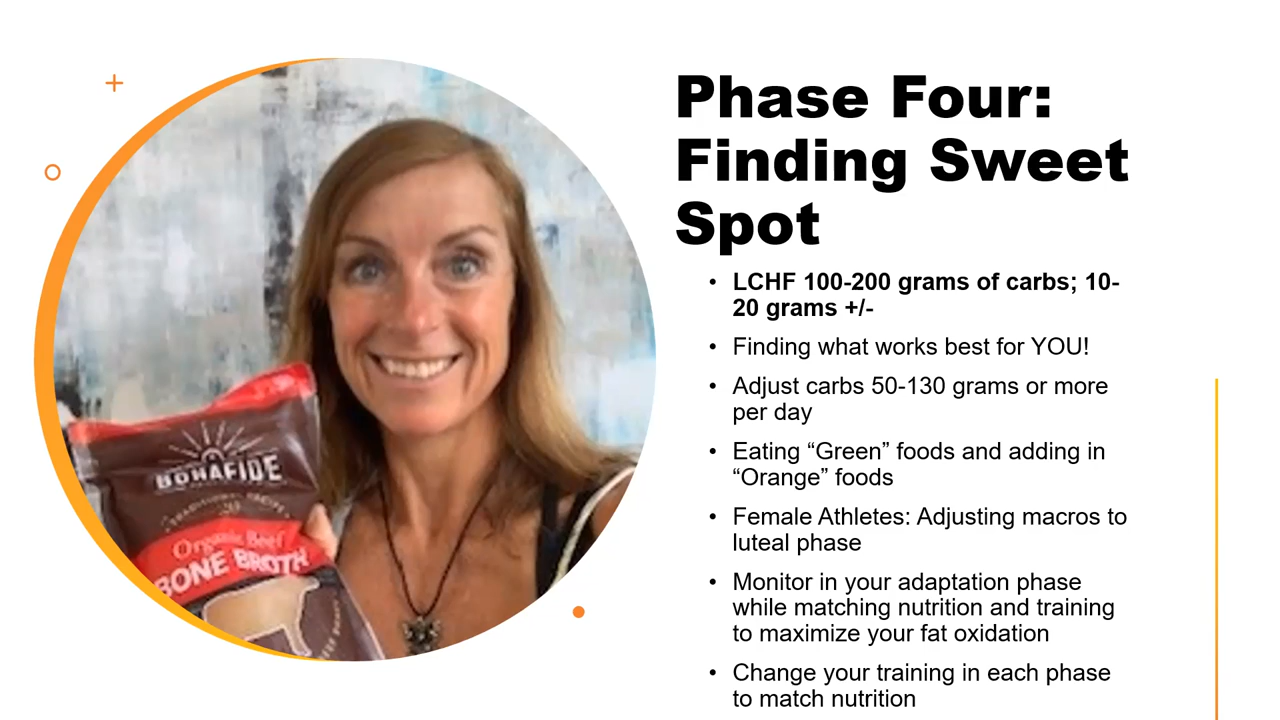 Phase Four:
Finding Sweet
Spot
• LCHF 100-200 grams of carbs; 10-
20 grams +/-
• Finding what works best for YOU!
• Adjust carbs 50-130 grams or more
per day
• Eating “Green” foods and adding in
“Orange” foods
• Female Athletes: Adjusting macros to
luteal phase
• Monitor in your adaptation phase
while matching nutrition and training
to maximize your fat oxidation
• Change your training in each phase
to match nutrition
BONAFIDE
Organic Beef
BONE BROTH